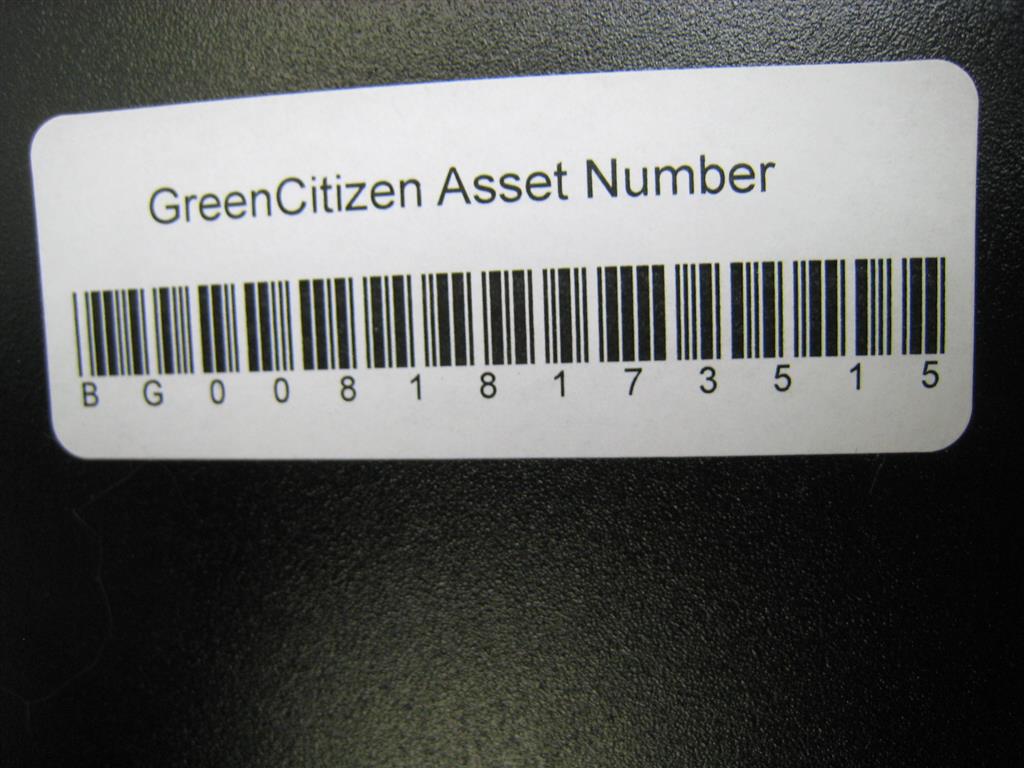 GreenCitizen Asset Number
B G 0 0 8 1 8 1 7 3 5 1 5